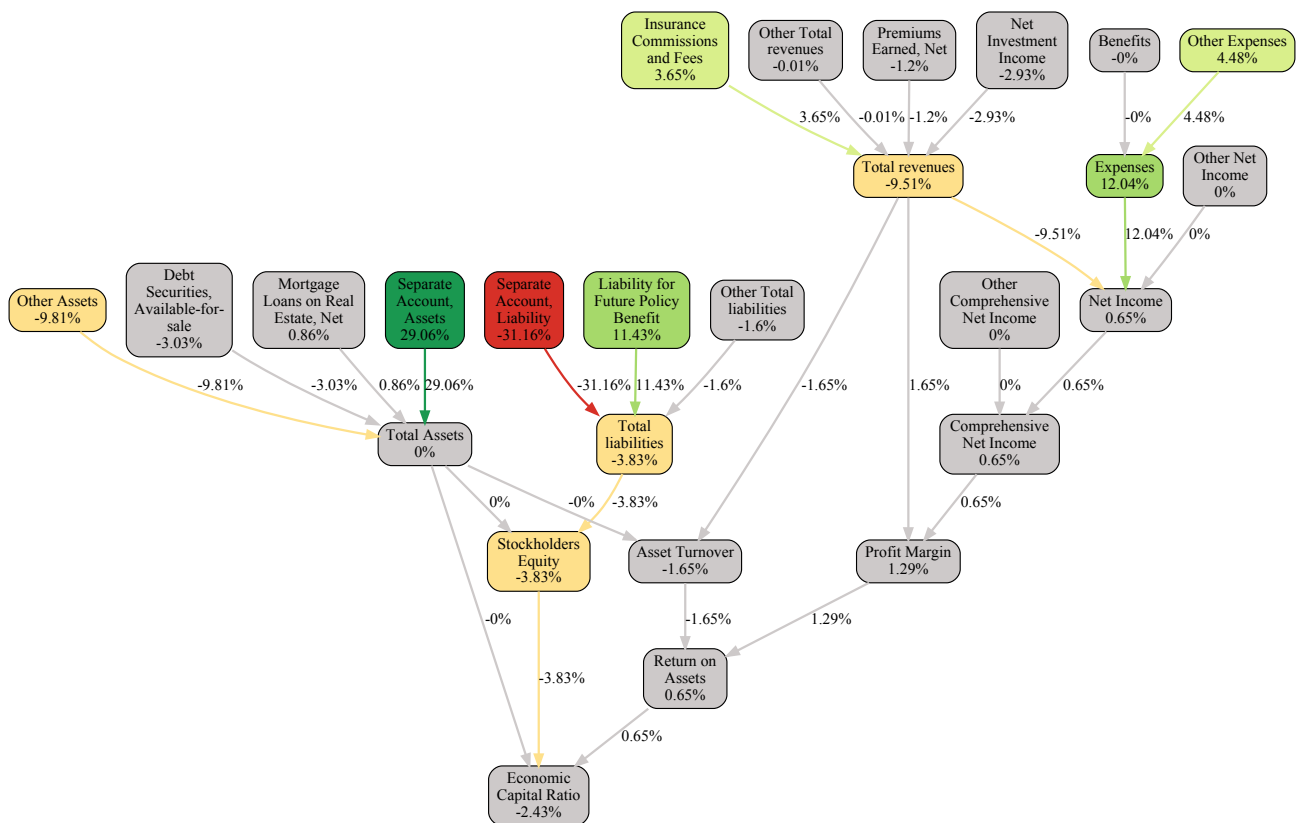 Insurance
Commissions
and Fees
3.65%
Other Total
revenues
-0.01%
Premiums
Earned, Net
-1.2%
Net
Investment
Income
-2.93%
Benefits
-0%
Other Expenses
4.48%
3.65%
-0.01%
-1.2%
-2.93%
-0%
4.48%
Total revenues
-9.51%
Expenses
12.04%
Other Net
Income
0%
-9.51%
12.04%
0%
Other Assets
-9.81%
Debt
Securities,
Available-for-
sale
-3.03%
Mortgage
Loans on Real
Estate, Net
0.86%
Separate
Account,
Assets
29.06%
Separate
Account,
Liability
-31.16%
Liability for
Future Policy
Benefit
11.43%
Other Total
liabilities
-1.6%
Other
Comprehensive
Net Income
0%
Net Income
0.65%
-9.81%
-3.03%
0.86%
29.06%
-31.16%
11.43%
-1.6%
-1.65%
1.65%
0%
0.65%
Total Assets
0%
Total
liabilities
-3.83%
Comprehensive
Net Income
0.65%
0%
-0%
-3.83%
0.65%
Stockholders
Equity
-3.83%
Asset Turnover
-1.65%
Profit Margin
1.29%
-0%
-1.65%
1.29%
-3.83%
Return on
Assets
0.65%
0.65%
Economic
Capital Ratio
-2.43%